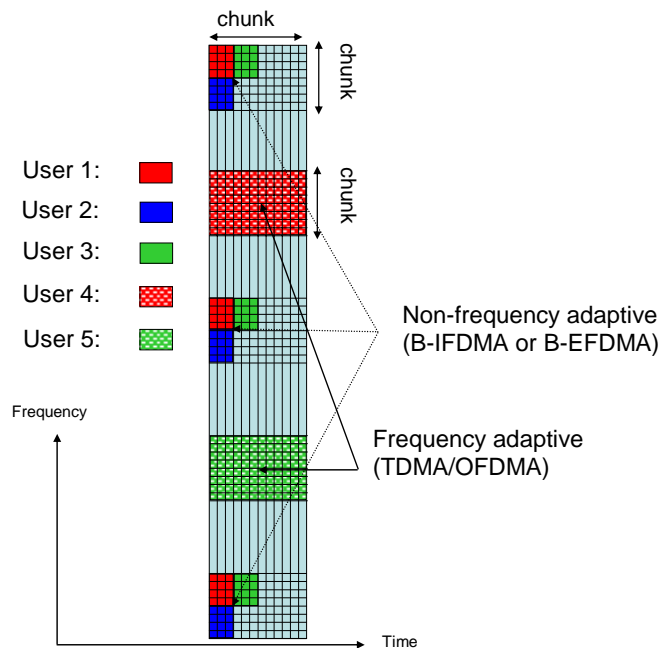 chunk
chunk
User 1:
chunk
User 2:
User 3:
User 4:
Non-frequency adaptive
(B-IFDMA or B-EFDMA)
User 5:
Frequency
Frequency adaptive
(TDMA/OFDMA)
Time